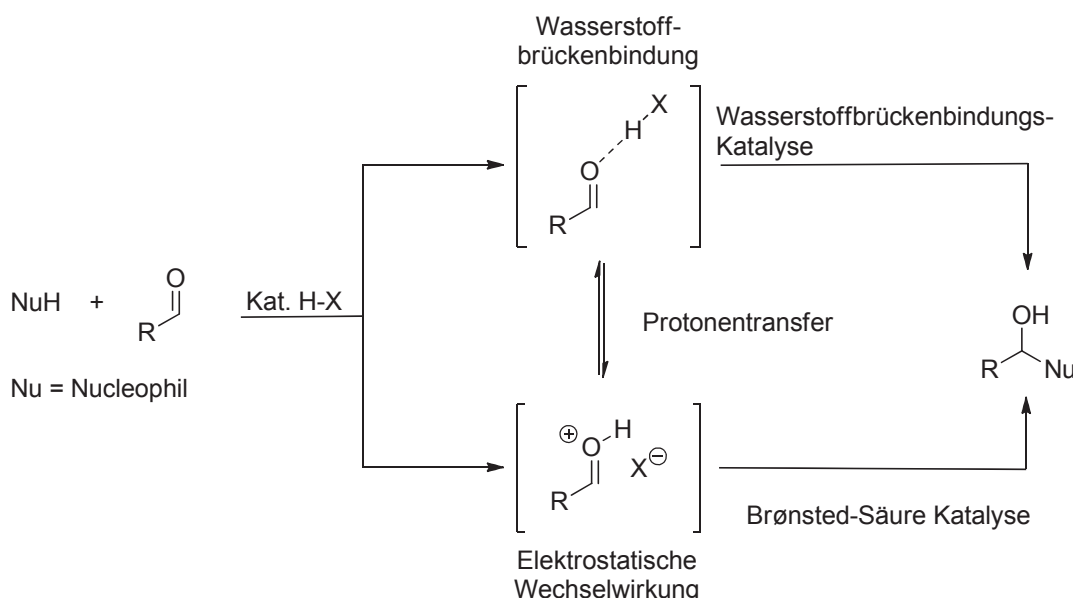 Wasserstoff-
brückenbindung
X
H
O
R
Wasserstoffbrückenbindungs-
Katalyse
NuH + O
R
Kat. H-X
Nu = Nucleophil
Protonentransfer
OH
R
Nu
⊕
O
H
X⊖
R
Brønsted-Säure Katalyse
Elektrostatische
Wechselwirkung